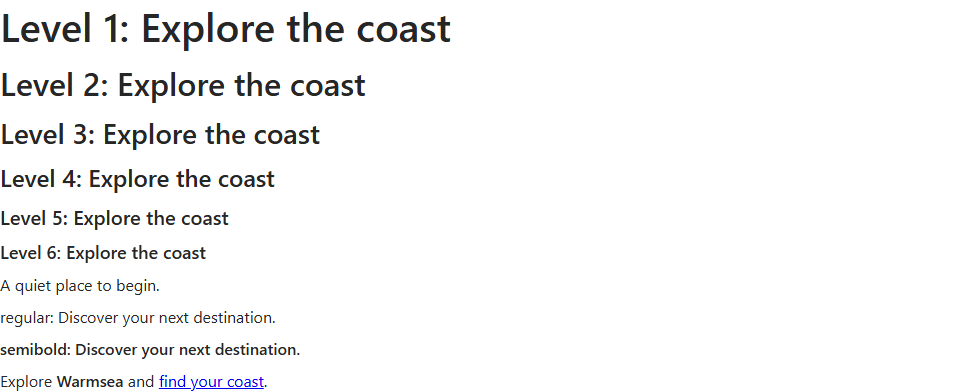 Level 1: Explore the coast
Level 2: Explore the coast
Level 3: Explore the coast
Level 4: Explore the coast
Level 5: Explore the coast
Level 6: Explore the coast
A quiet place to begin.
regular: Discover your next destination.
semibold: Discover your next destination.
Explore Warmsea and find your coast.